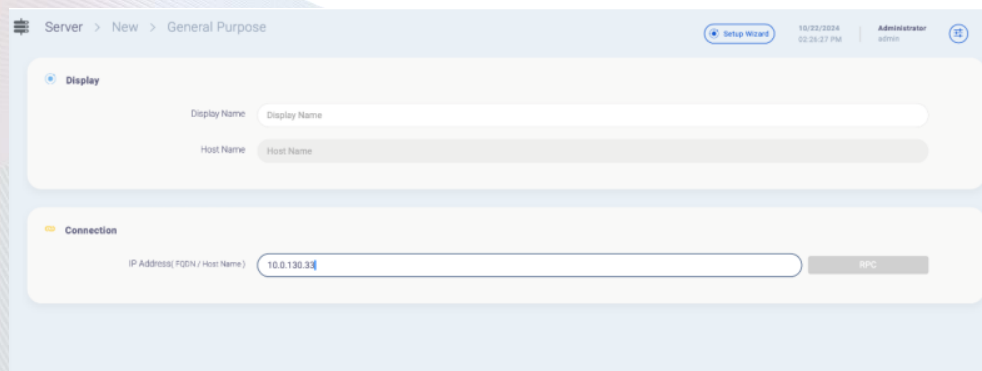 Server > New > General Purpose
Setup Wizard
10/23/2024
02:26:27 PM
Administrator
admin
Display
Display Name
Display Name
Host Name
Host Name
Connection
IP Address( FQDN / Host Name )
10.0.130.33
RPC